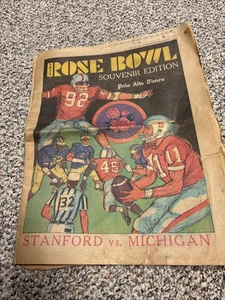 ROSE BOWL
SOUVENIR EDITION
Palo Alto Times
92
45
11
32
STANFORD vs. MICHIGAN